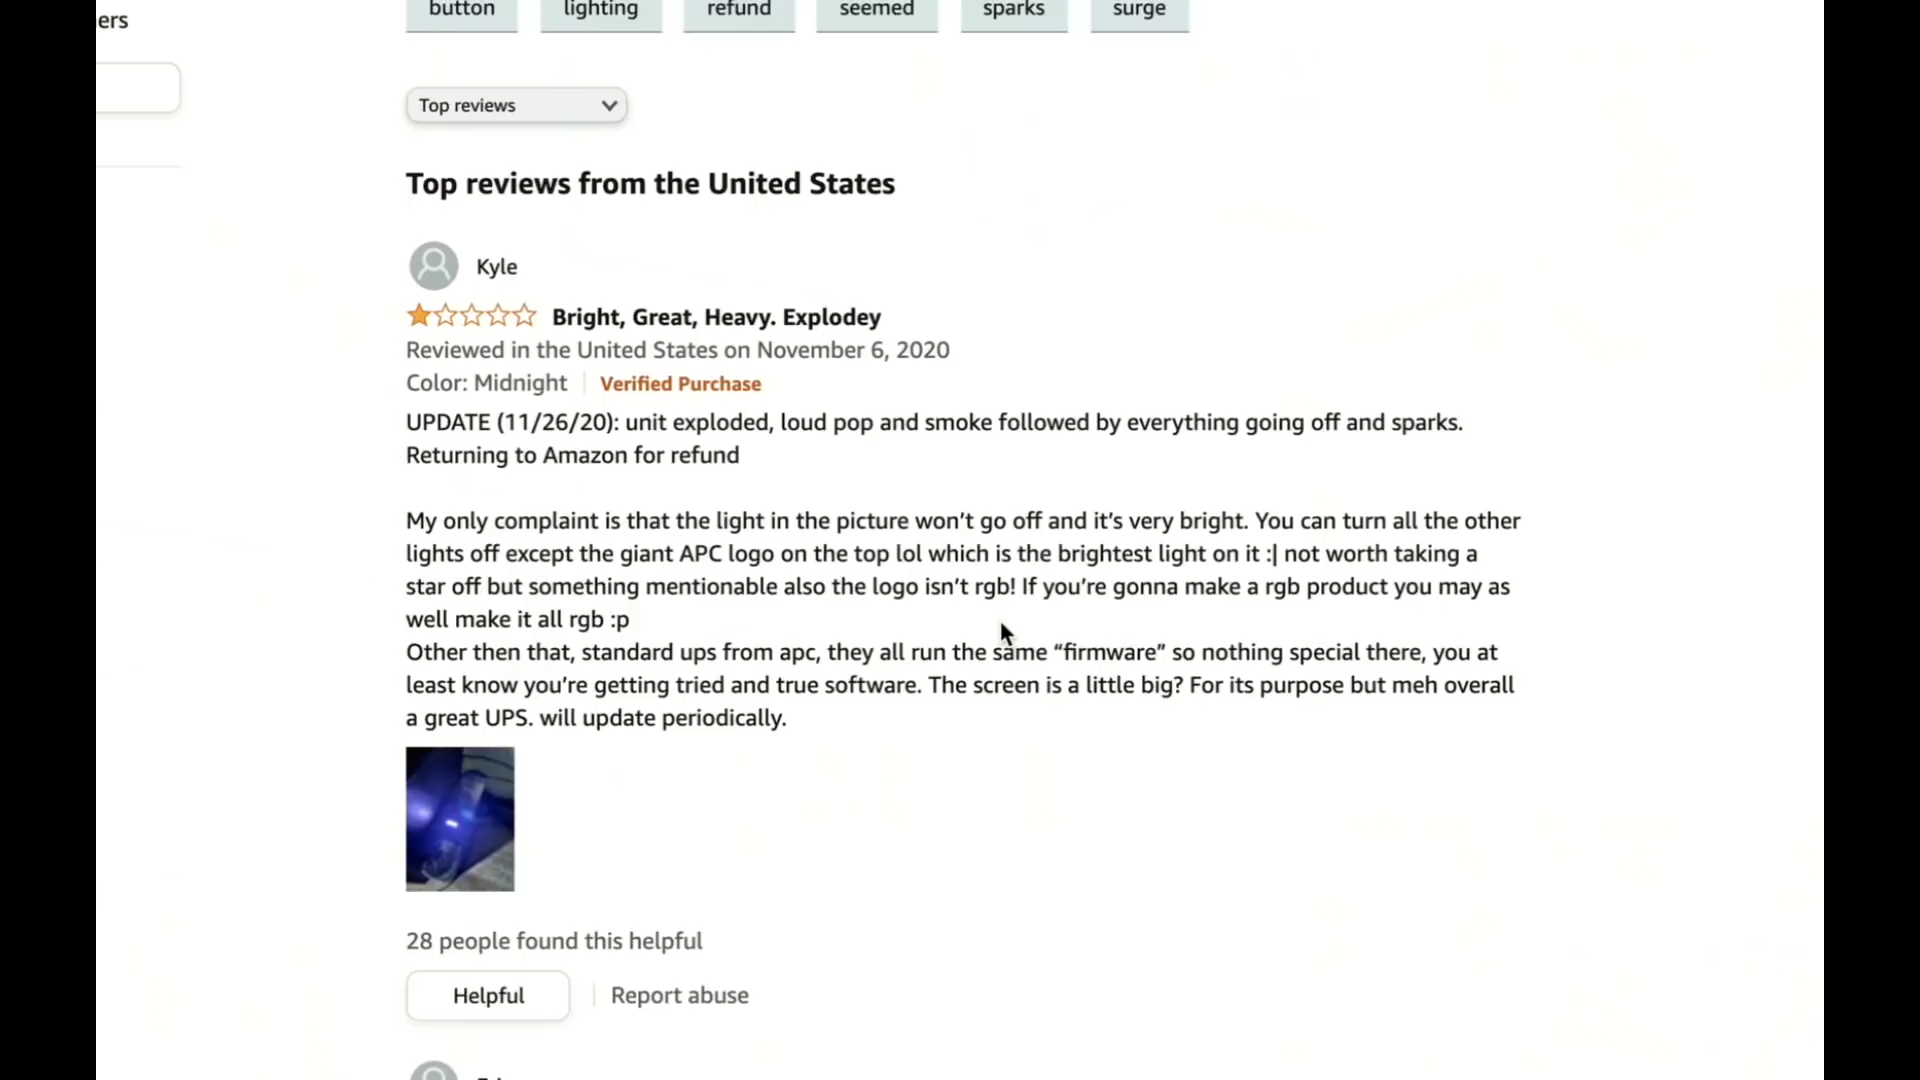 ers
button lighting refund seemed sparks surge
Top reviews
Top reviews from the United States
Kyle
Bright, Great, Heavy. Explodey
Reviewed in the United States on November 6, 2020
Color: Midnight Verified Purchase
UPDATE (11/26/20): unit exploded, loud pop and smoke followed by everything going off and sparks.
Returning to Amazon for refund
My only complaint is that the light in the picture won’t go off and it’s very bright. You can turn all the other
lights off except the giant APC logo on the top lol which is the brightest light on it :| not worth taking a
star off but something mentionable also the logo isn’t rgb! If you’re gonna make a rgb product you may as
well make it all rgb :p
Other then that, standard ups from apc, they all run the same “firmware” so nothing special there, you at
least know you’re getting tried and true software. The screen is a little big? For its purpose but meh overall
a great UPS. will update periodically.
28 people found this helpful
Helpful Report abuse